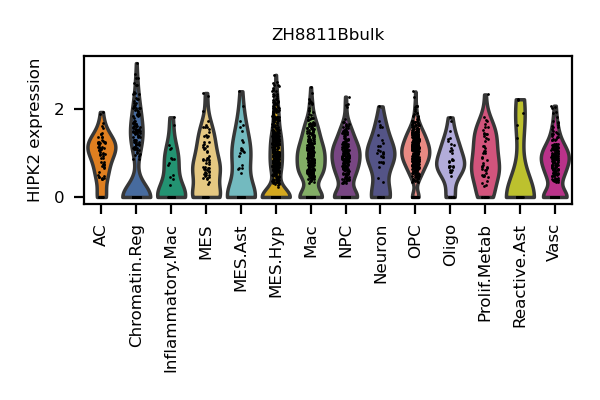 ZH8811Bbulk
HIPK2 expression
2
0
AC
Chromatin.Reg
Inflammatory.Mac
MES
MES.Ast
MES.Hyp
Mac
NPC
Neuron
OPC
Oligo
Prolif.Metab
Reactive.Ast
Vasc